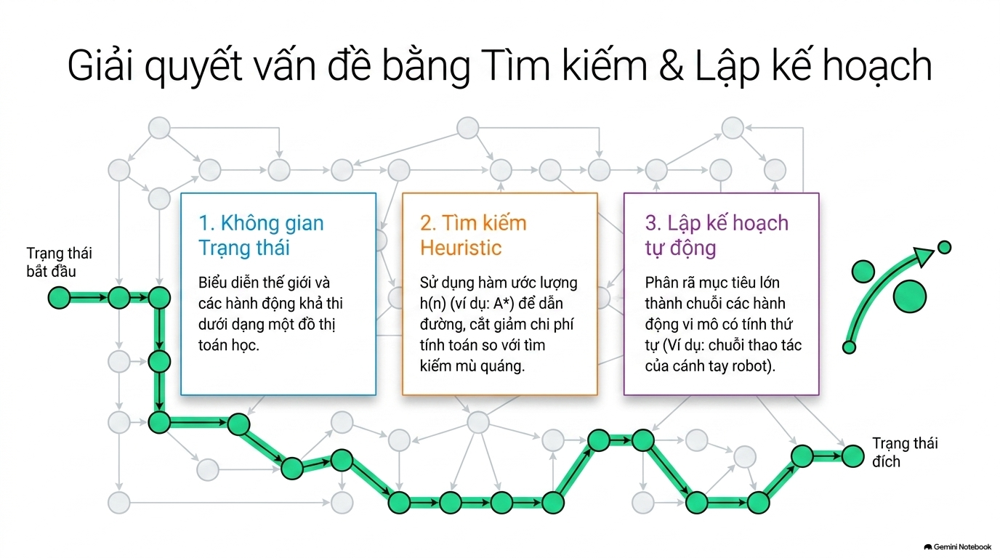 Giải quyết vấn đề bằng Tìm kiếm & Lập kế hoạch
Trạng thái
bắt đầu
1. Không gian
Trạng thái
Biểu diễn thế giới và
các hành động khả thi
dưới dạng một đồ thị
toán học.
2. Tìm kiếm
Heuristic
Sử dụng hàm ước lượng
h(n) (ví dụ: A*) để dẫn
đường, cắt giảm chi phí
tính toán so với tìm
kiếm mù quáng.
3. Lập kế hoạch
tự động
Phân rã mục tiêu lớn
thành chuỗi các hành
động vi mô có tính thứ
tự (Ví dụ: chuỗi thao tác
của cánh tay robot).
Trạng thái
đích
Gemini Notebook